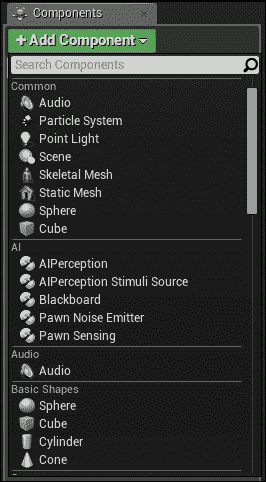 Components
+ Add Component
Search Components
Common
Audio
Particle System
Point Light
Scene
Skeletal Mesh
Static Mesh
Sphere
Cube
AI
AIPerception
AIPerception Stimuli Source
Blackboard
Pawn Noise Emitter
Pawn Sensing
Audio
Audio
Basic Shapes
Sphere
Cube
Cylinder
Cone